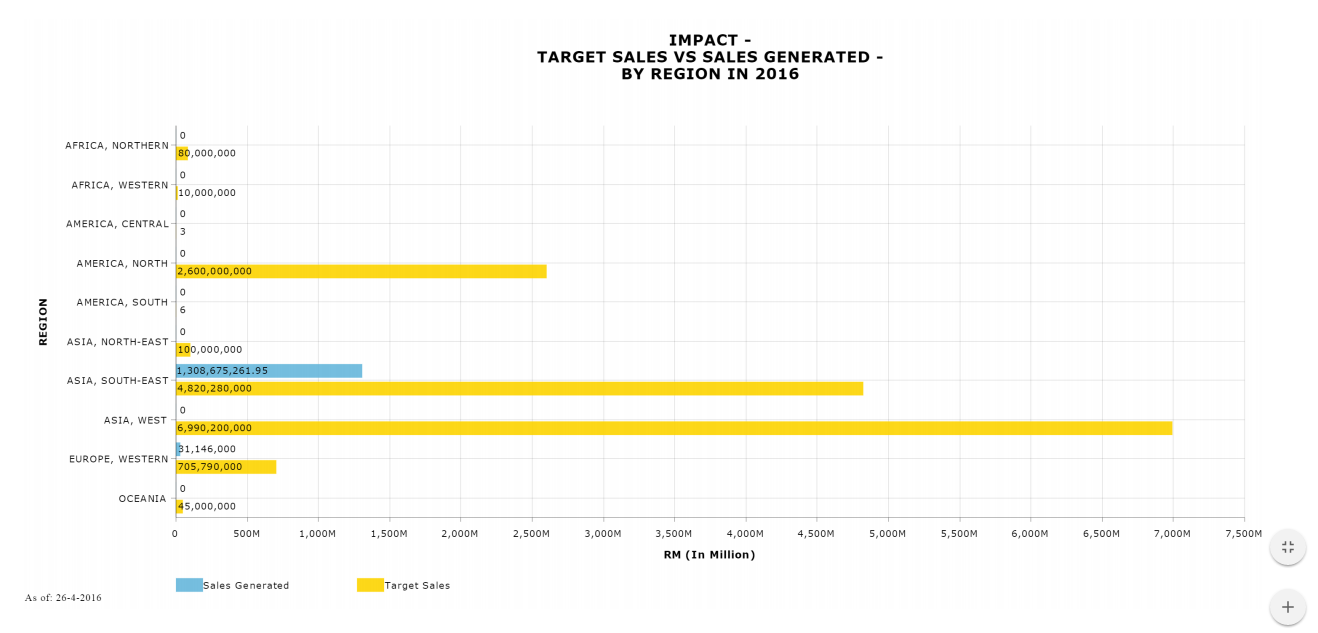 IMPACT -
TARGET SALES VS SALES GENERATED -
BY REGION IN 2016
REGION
AFRICA, NORTHERN
0
80,000,000
AFRICA, WESTERN
0
10,000,000
AMERICA, CENTRAL
0
3
AMERICA, NORTH
0
2,600,000,000
AMERICA, SOUTH
0
6
ASIA, NORTH-EAST
0
100,000,000
ASIA, SOUTH-EAST
1,308,675,261.95
4,820,280,000
ASIA, WEST
0
6,990,200,000
EUROPE, WESTERN
31,146,000
705,790,000
OCEANIA
0
45,000,000
0 500M 1,000M 1,500M 2,000M 2,500M 3,000M 3,500M 4,000M 4,500M 5,000M 5,500M 6,000M 6,500M 7,000M 7,500M
RM (In Million)
Sales Generated Target Sales
As of: 26-4-2016